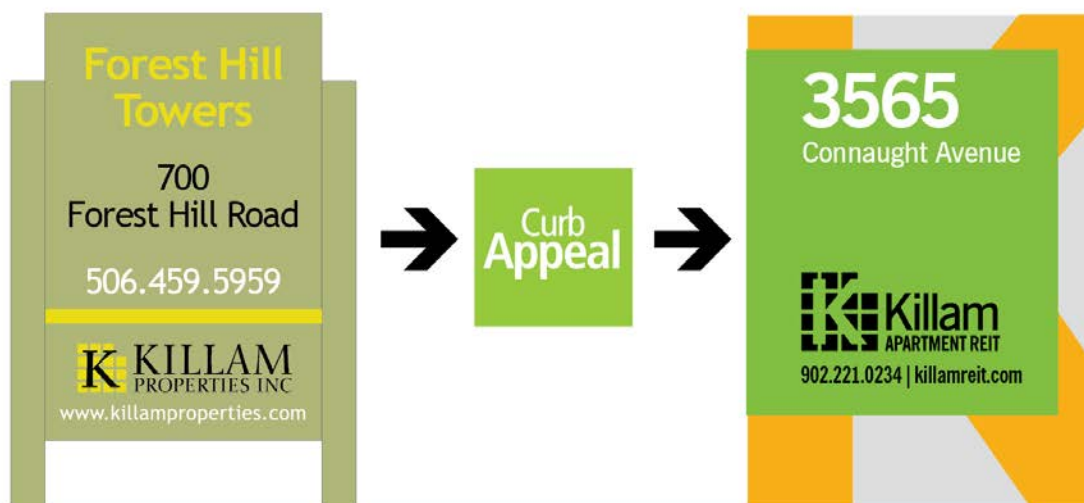 Forest Hill
Towers
700
Forest Hill Road
506.459.5959
K KILLAM
PROPERTIES INC
www.killamproperties.com
Curb
Appeal
3565
Connaught Avenue
K Killam
APARTMENT REIT
902.221.0234 | killamreit.com